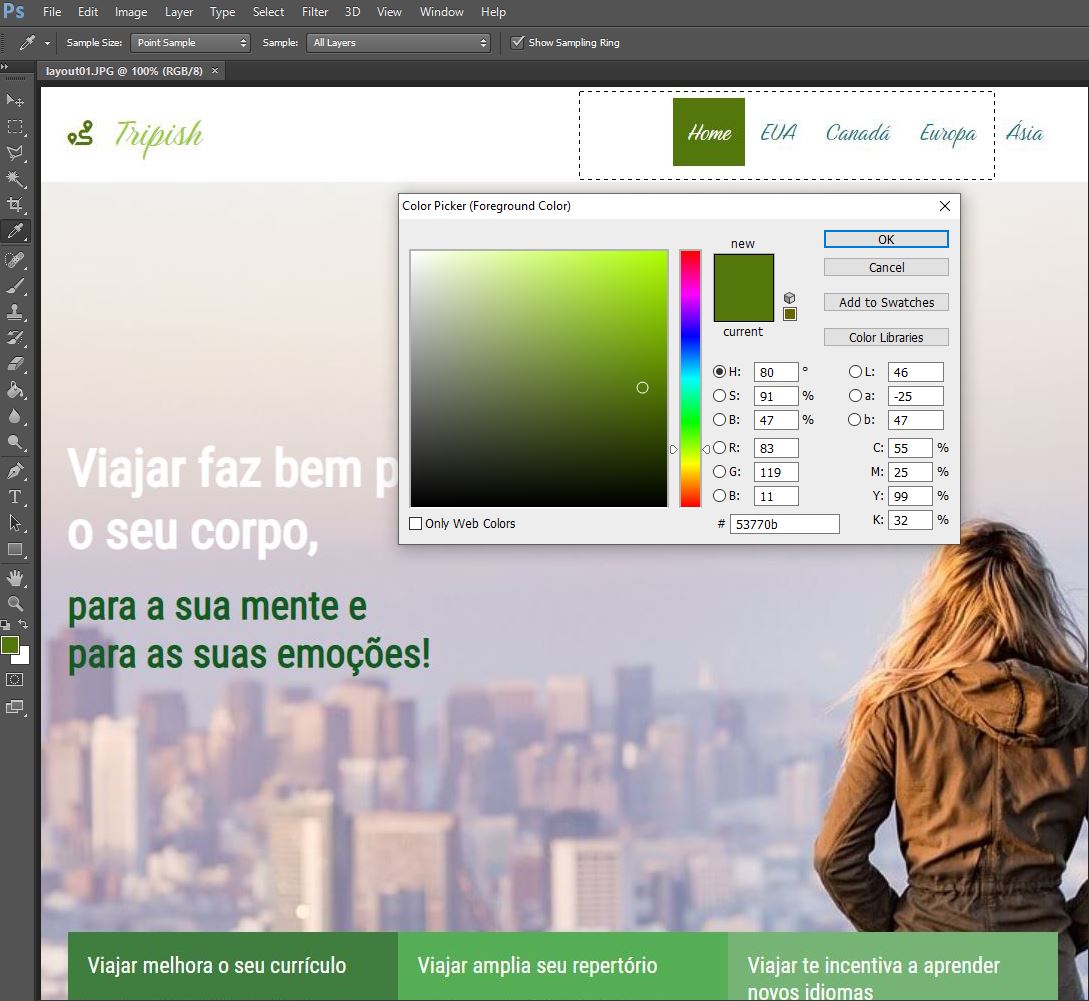 Ps File Edit Image Layer Type Select Filter 3D View Window Help
Sample Size: Point Sample Sample: All Layers Show Sampling Ring
layout01.JPG @ 100% (RGB/8) ×
Tripish
Home EUA Canadá Europa Ásia
Color Picker (Foreground Color)
new
current
OK
Cancel
Add to Swatches
Color Libraries
H: 80 °
S: 91 %
B: 47 %
R: 83
G: 119
B: 11
# 53770b
L: 46
a: -25
b: 47
C: 55 %
M: 25 %
Y: 99 %
K: 32 %
Only Web Colors
Viajar faz bem p
o seu corpo,
para a sua mente e
para as suas emoções!
Viajar melhora o seu currículo
Viajar amplia seu repertório
Viajar te incentiva a aprender
novos idiomas